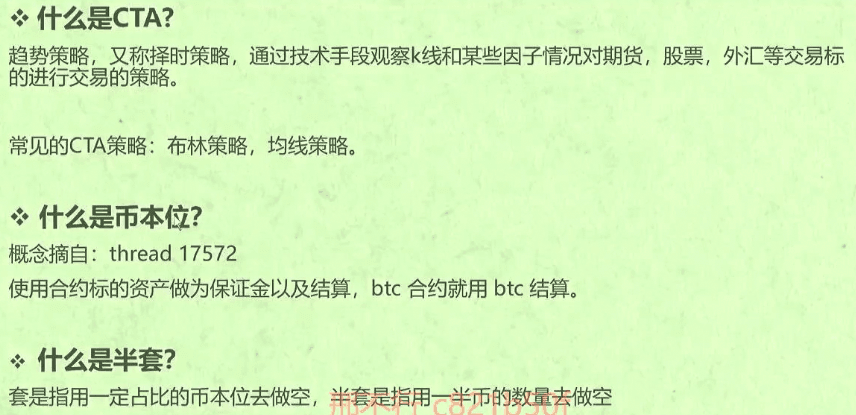 ❖ 什么是CTA?
趋势策略，又称择时策略，通过技术手段观察k线和某些因子情况对期货，股票，外汇等交易标
的进行交易的策略。
常见的CTA策略：布林策略，均线策略。
❖ 什么是币本位?
概念摘自：thread 17572
使用合约标的资产做为保证金以及结算，btc 合约就用 btc 结算。
❖ 什么是半套?
套是指用一定占比的币本位去做空，半套是指用一半币的数量去做空